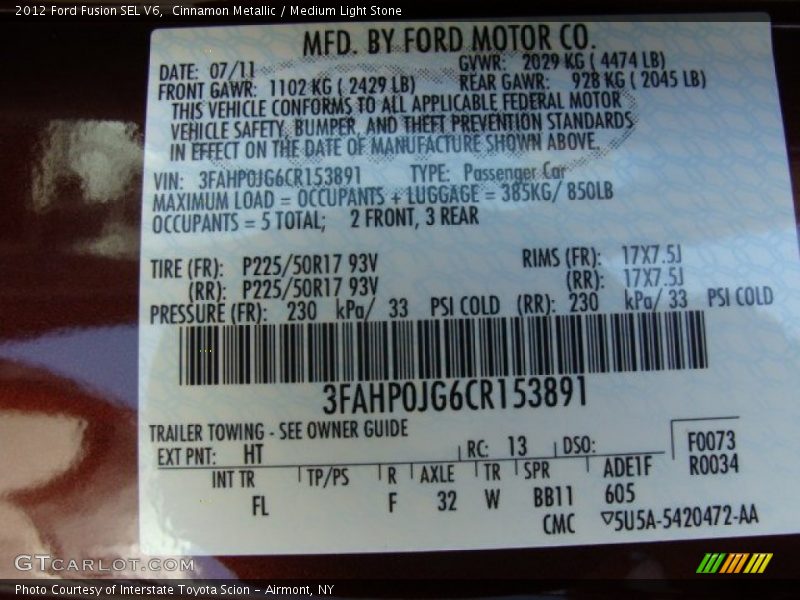 2012 Ford Fusion SEL V6,  Cinnamon Metallic / Medium Light Stone
MFD. BY FORD MOTOR CO.
DATE: 07/11 GVWR: 2029 KG ( 4474 LB)
FRONT GAWR: 1102 KG ( 2429 LB) REAR GAWR: 928 KG ( 2045 LB)
THIS VEHICLE CONFORMS TO ALL APPLICABLE FEDERAL MOTOR
VEHICLE SAFETY, BUMPER, AND THEFT PREVENTION STANDARDS
IN EFFECT ON THE DATE OF MANUFACTURE SHOWN ABOVE.
VIN: 3FAHP0JG6CR153891 TYPE: Passenger Car
MAXIMUM LOAD = OCCUPANTS + LUGGAGE = 385KG/ 850LB
OCCUPANTS = 5 TOTAL; 2 FRONT, 3 REAR
TIRE (FR): P225/50R17 93V RIMS (FR): 17X7.5J
(RR): P225/50R17 93V (RR): 17X7.5J
PRESSURE (FR): 230 kPa/ 33 PSI COLD (RR): 230 kPa/ 33 PSI COLD
3FAHP0JG6CR153891
TRAILER TOWING - SEE OWNER GUIDE
EXT PNT: HT RC: 13 DSO: F0073
R0034
INT TR TP/PS R AXLE TR SPR ADE1F
FL F 32 W BB11 605
CMC ▽5U5A-5420472-AA
GTCARLOT.COM
Photo Courtesy of Interstate Toyota Scion – Airmont, NY